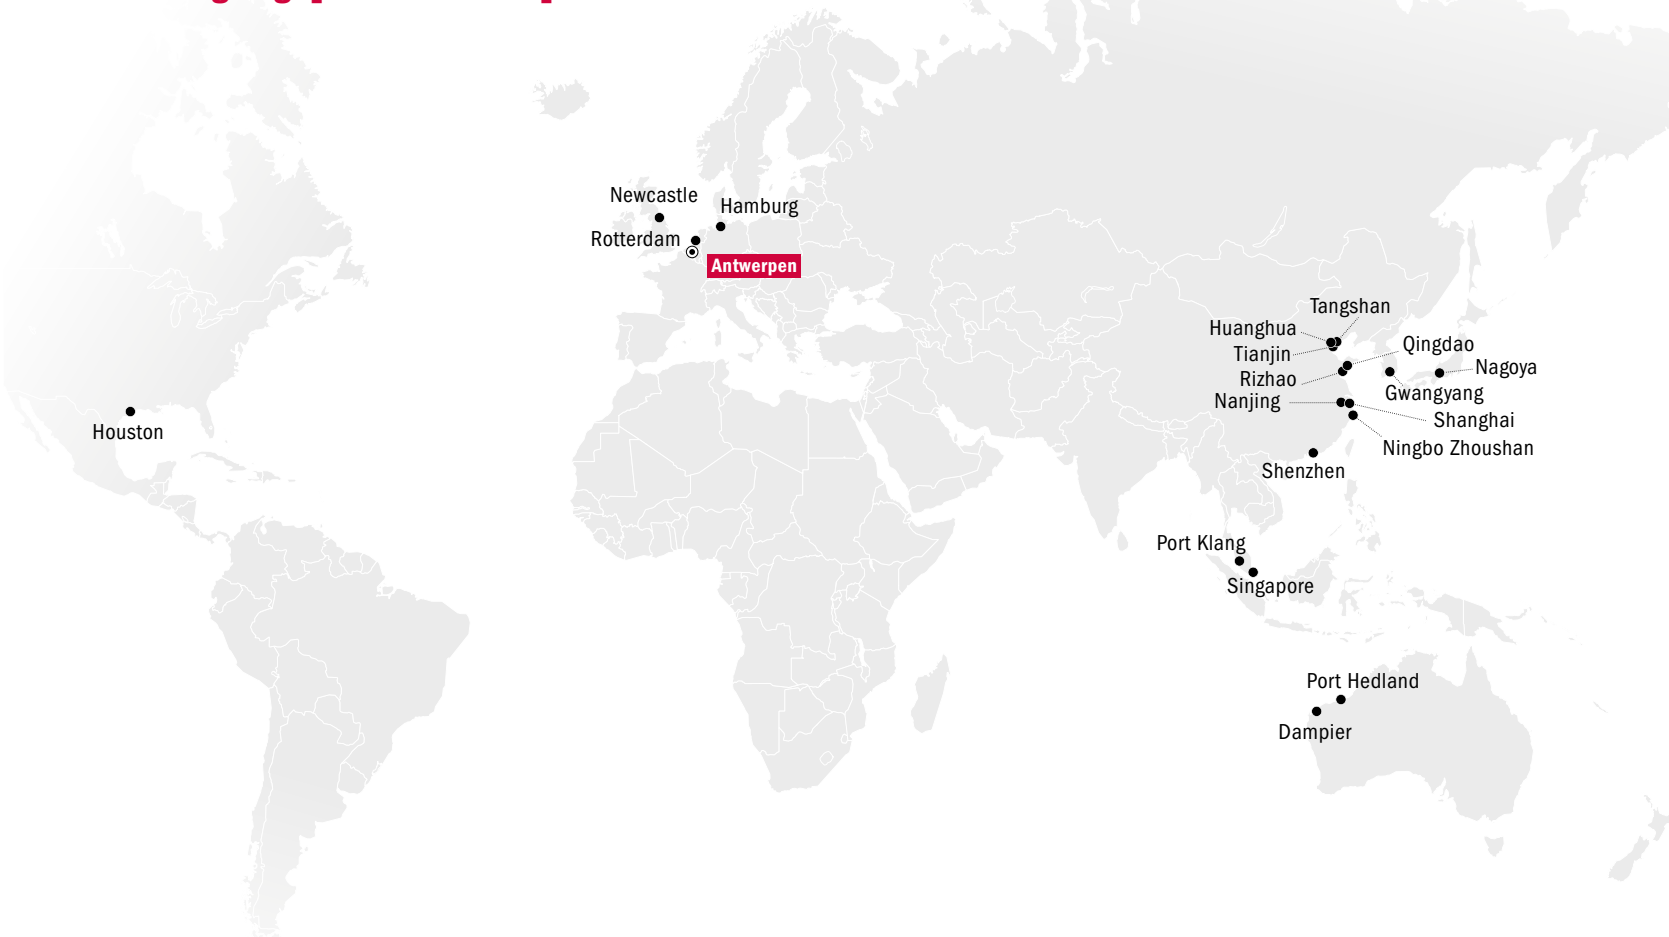 Newcastle
Hamburg
Rotterdam
Antwerpen
Tangshan
Huanghua
Qingdao
Tianjin
Nagoya
Rizhao
Gwangyang
Nanjing
Shanghai
Houston
Ningbo Zhoushan
Shenzhen
Port Klang
Singapore
Port Hedland
Dampier